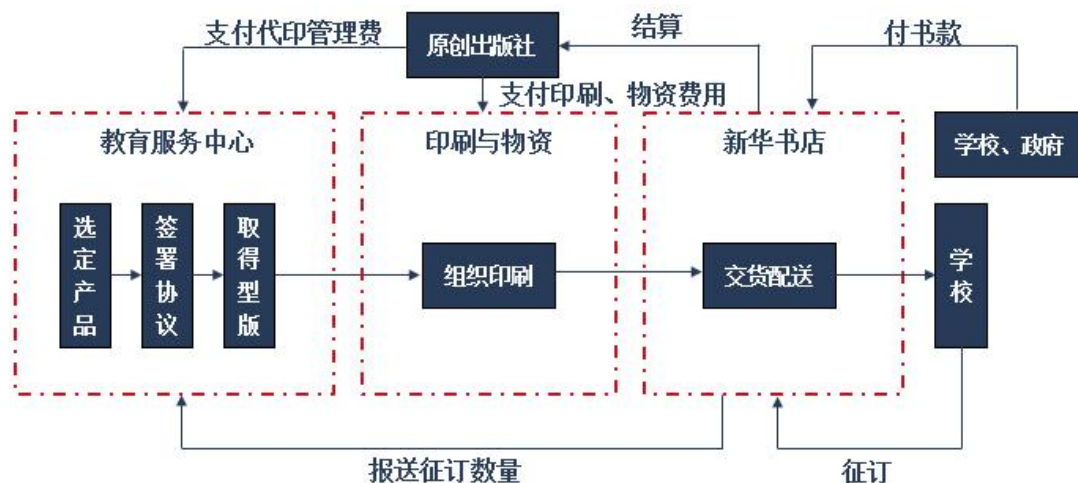 支付代印管理费
原创出版社
结算
付书款
支付印刷、物资费用
教育服务中心
印刷与物资
新华书店
学校、政府
选定产品
签署协议
取得型版
组织印刷
交货配送
学校
报送征订数量
征订